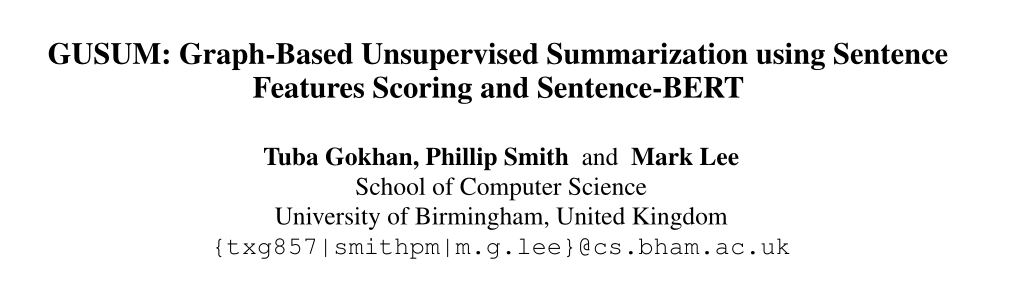 GUSUM: Graph-Based Unsupervised Summarization using Sentence
Features Scoring and Sentence-BERT
Tuba Gokhan, Phillip Smith and Mark Lee
School of Computer Science
University of Birmingham, United Kingdom
{txg857|smithpm|m.g.lee}@cs.bham.ac.uk